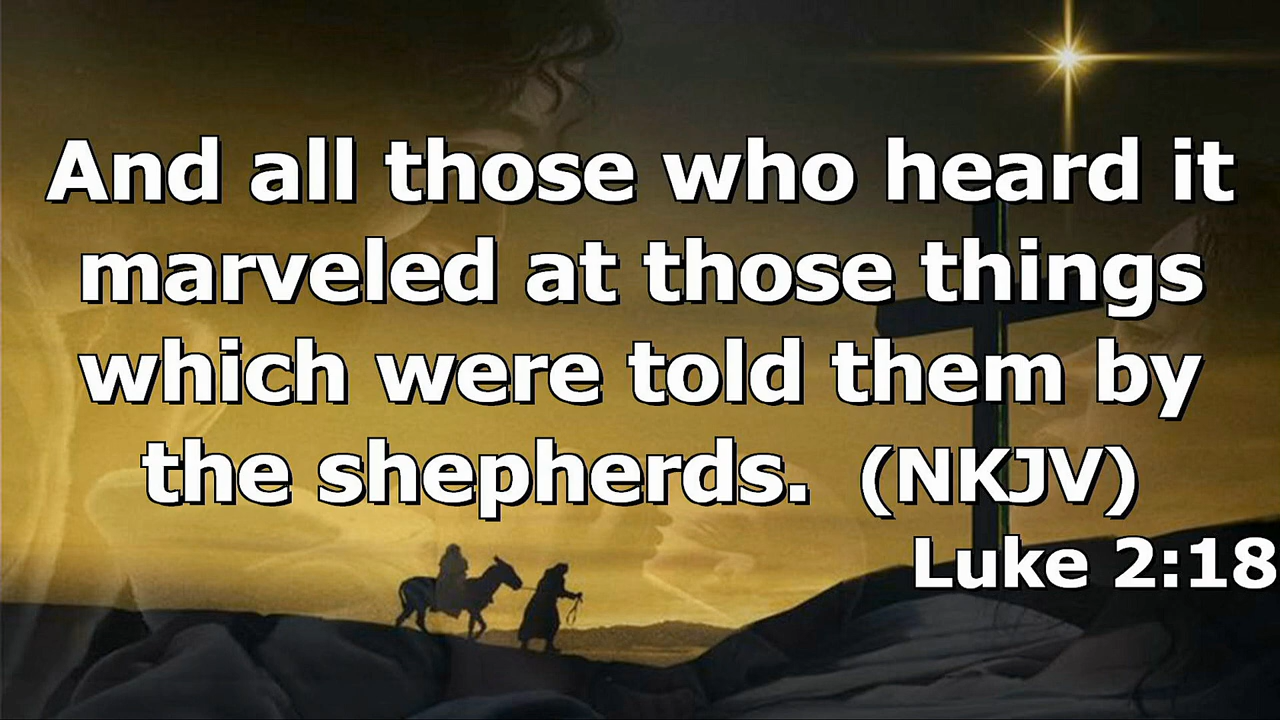 And all those who heard it
marveled at those things
which were told them by
the shepherds.  (NKJV)
Luke 2:18